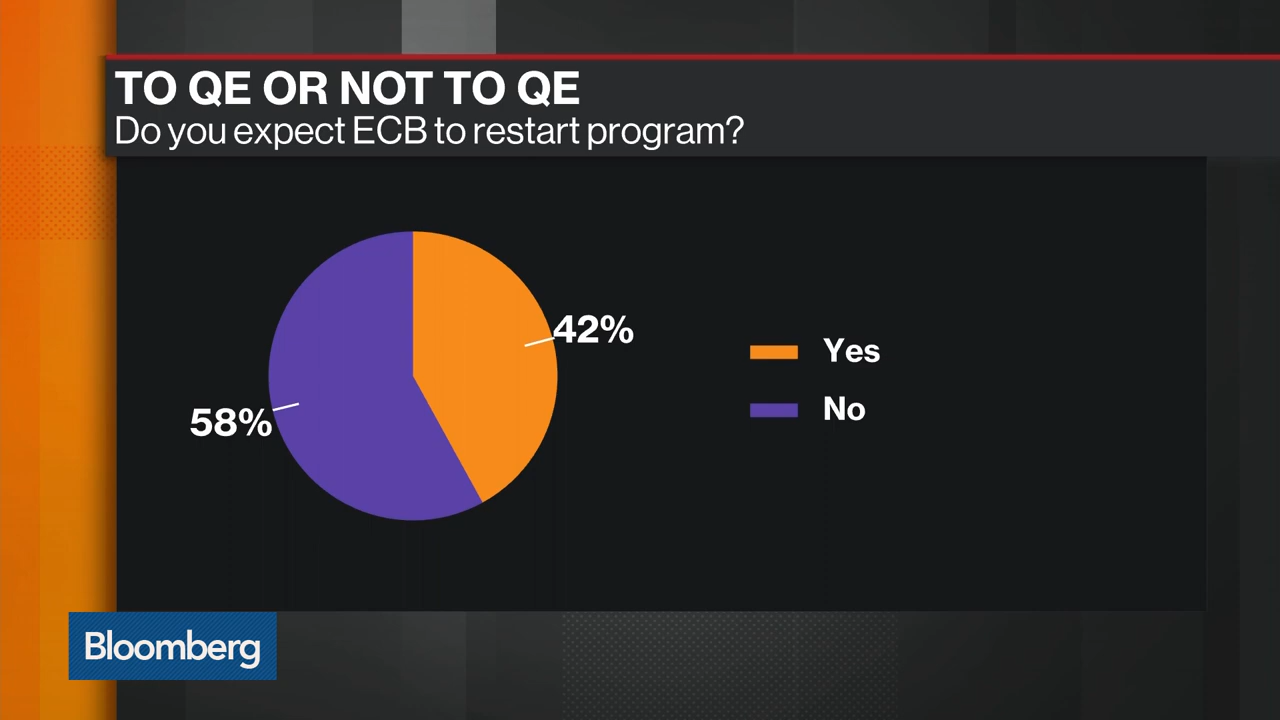 TO QE OR NOT TO QE
Do you expect ECB to restart program?
42%
58%
Yes
No
Bloomberg